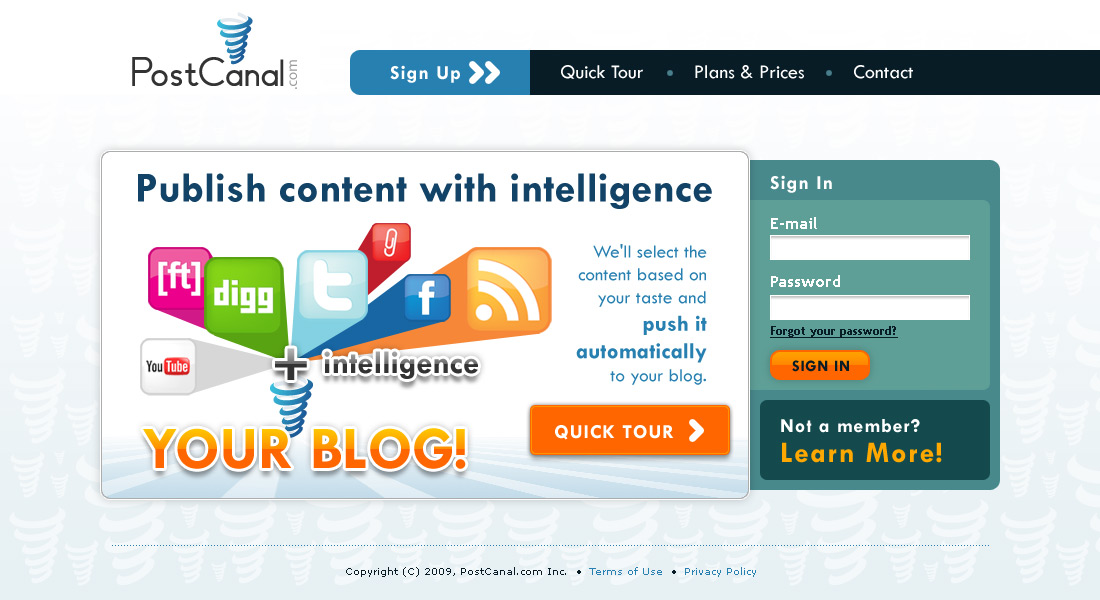 PostCanal.com
Sign Up
Quick Tour • Plans & Prices • Contact
Publish content with intelligence
[ft]
digg
t
g
f
YouTube
+ intelligence
YOUR BLOG!
We'll select the
content based on
your taste and
push it
automatically
to your blog.
QUICK TOUR
Sign In
E-mail
Password
Forgot your password?
SIGN IN
Not a member?
Learn More!
Copyright (C) 2009, PostCanal.com Inc. • Terms of Use • Privacy Policy